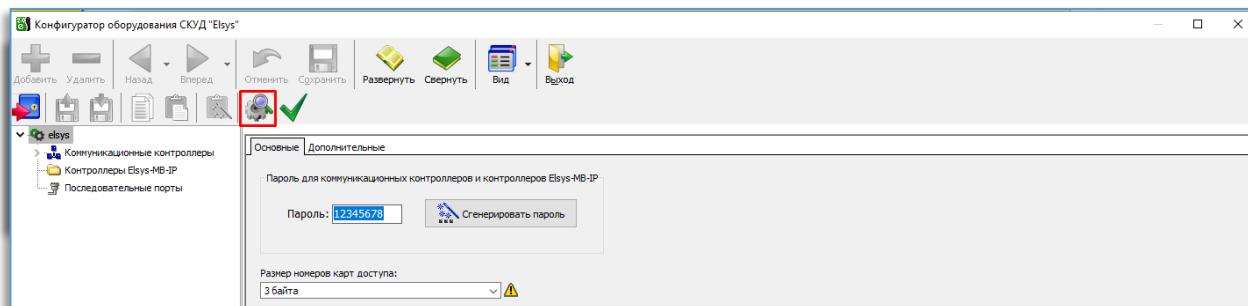 Конфигуратор оборудования СКУД "Elsys"
Добавить Удалить Назад Вперед Отменить Сохранить Развернуть Свернуть Вид Выход
elsys
Коммуникационные контроллеры
Контроллеры Elsys-MB-IP
Последовательные порты
Основные Дополнительные
Пароль для коммуникационных контроллеров и контроллеров Elsys-MB-IP
Пароль: 12345678 Сгенерировать пароль
Размер номеров карт доступа:
3 байта